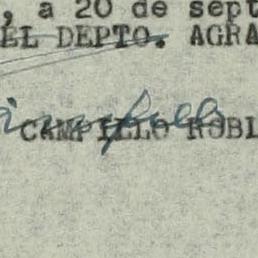 , a 20 de sept
EL DEPTO. AGRA
CAMPILLO ROBL